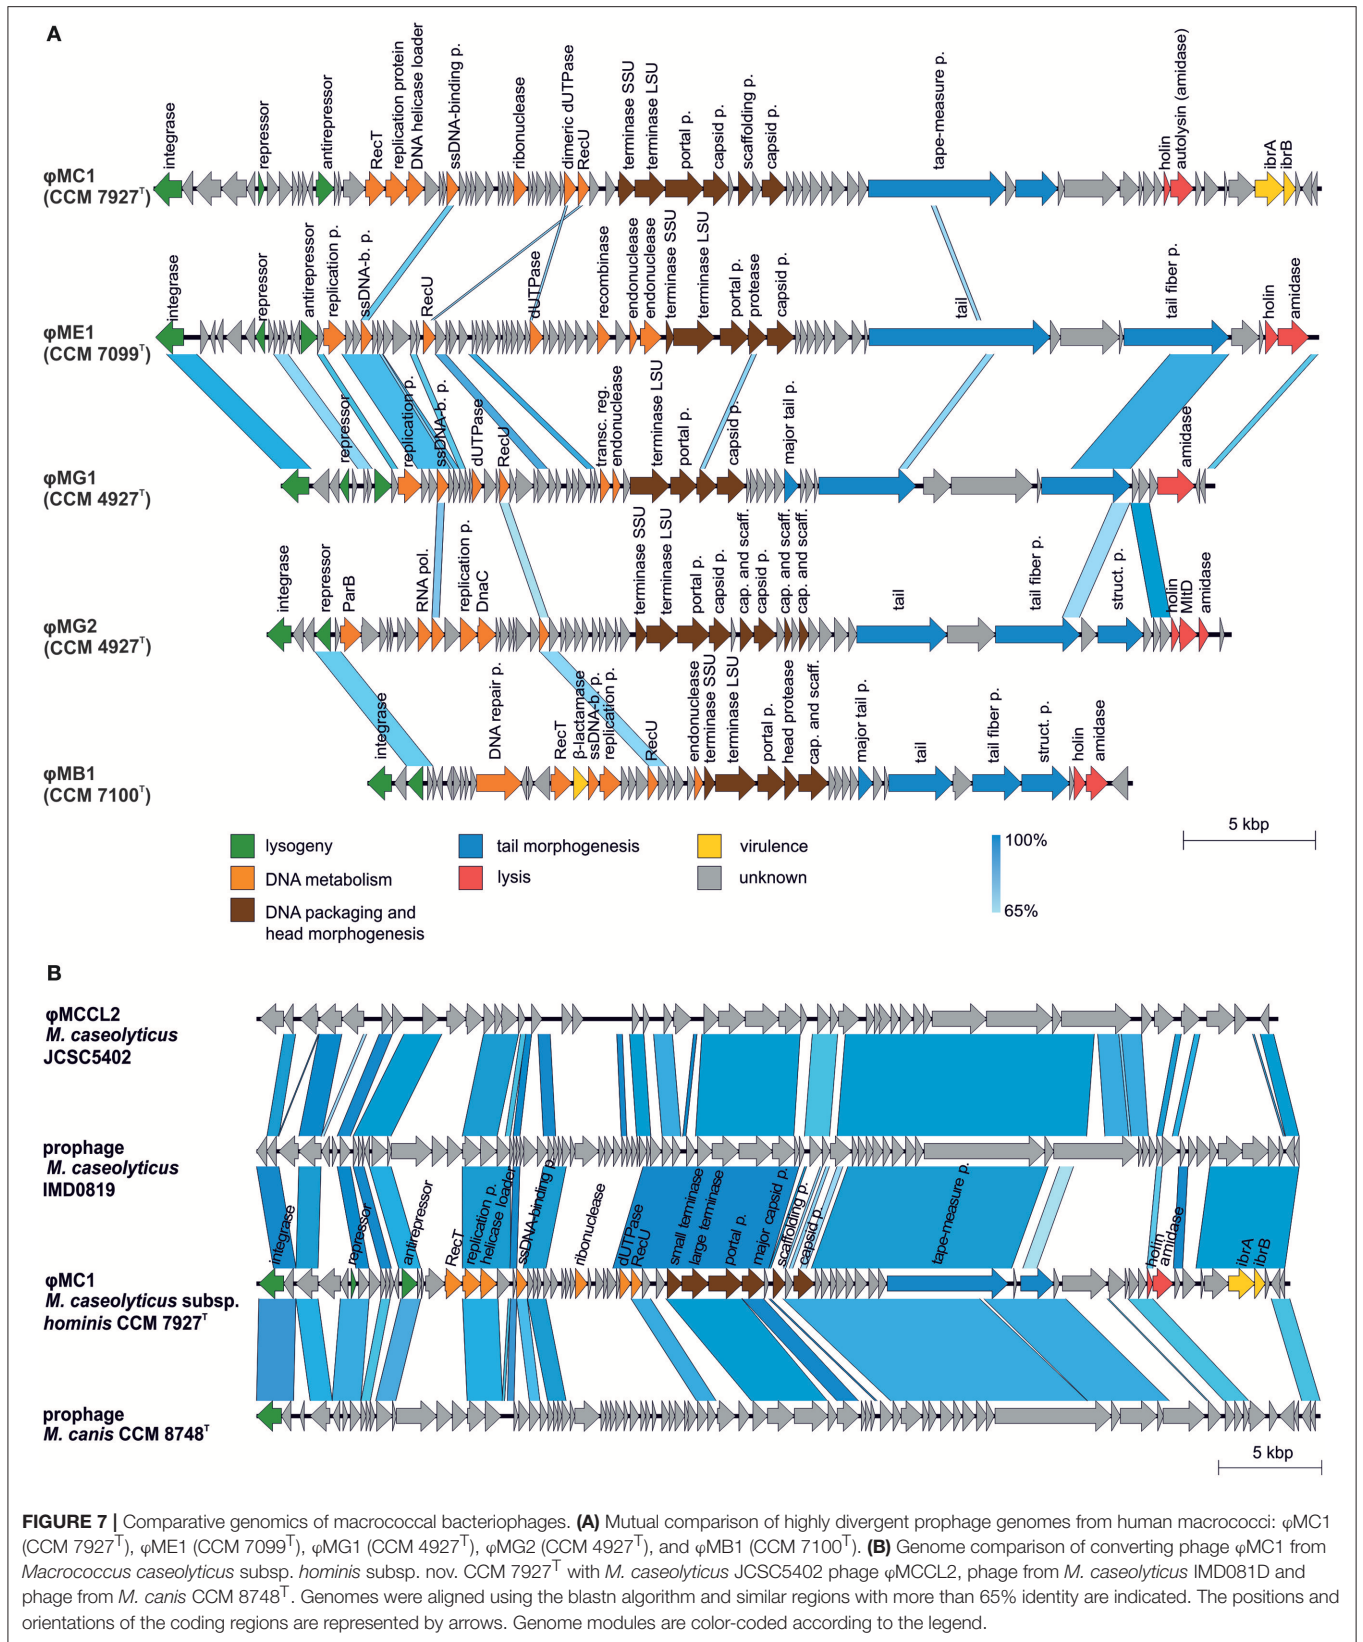 A
integrase
repressor
antirepressor
RecT
replication protein
DNA helicase loader
ssDNA-binding p.
ribonuclease
dimeric dUTPase
RecU
terminase SSU
terminase LSU
portal p.
capsid p.
scaffolding p.
capsid p.
tape-measure p.
holin
autolysin (amidase)
ibrA
ibrB
φMC1
(CCM 7927T)
integrase
repressor
antirepressor
replication p.
ssDNA-b. p.
RecU
dUTPase
recombinase
endonuclease
endonuclease
terminase SSU
terminase LSU
portal p.
protease
capsid p.
tail
tail fiber p.
holin
amidase
φME1
(CCM 7099T)
repressor
replication p.
ssDNA-b. p.
dUTPase
RecU
transc. reg.
endonuclease
terminase LSU
portal p.
capsid p.
major tail p.
amidase
φMG1
(CCM 4927T)
integrase
repressor
ParB
RNA pol.
replication p.
DnaC
terminase SSU
terminase LSU
portal p.
capsid p.
cap. and scaff.
capsid p.
cap. and scaff.
cap. and scaff.
tail
tail fiber p.
struct. p.
holin
MltD
amidase
φMG2
(CCM 4927T)
integrase
DNA repair p.
RecT
β-lactamase
ssDNA-b. p.
replication p.
RecU
endonuclease
terminase SSU
terminase LSU
portal p.
head protease
cap. and scaff.
major tail p.
tail
tail fiber p.
struct. p.
holin
amidase
φMB1
(CCM 7100T)
5 kbp
lysogeny
DNA metabolism
DNA packaging and
head morphogenesis
tail morphogenesis
lysis
virulence
unknown
100%
65%
B
φMCCL2
M. caseolyticus
JCSC5402
prophage
M. caseolyticus
IMD0819
integrase
repressor
antirepressor
RecT
replication p.
helicase loader
ssDNA-binding p.
ribonuclease
dUTPase
RecU
small terminase
large terminase
portal p.
major capsid p.
scaffolding p.
capsid p.
tape-measure p.
holin
amidase
ibrA
ibrB
φMC1
M. caseolyticus subsp.
hominis CCM 7927T
prophage
M. canis CCM 8748T
5 kbp
FIGURE 7 | Comparative genomics of macrococcal bacteriophages. (A) Mutual comparison of highly divergent prophage genomes from human macrococci: φMC1
(CCM 7927T), φME1 (CCM 7099T), φMG1 (CCM 4927T), φMG2 (CCM 4927T), and φMB1 (CCM 7100T). (B) Genome comparison of converting phage φMC1 from
Macrococcus caseolyticus subsp. hominis subsp. nov. CCM 7927T with M. caseolyticus JCSC5402 phage φMCCL2, phage from M. caseolyticus IMD081D and
phage from M. canis CCM 8748T. Genomes were aligned using the blastn algorithm and similar regions with more than 65% identity are indicated. The positions and
orientations of the coding regions are represented by arrows. Genome modules are color-coded according to the legend.